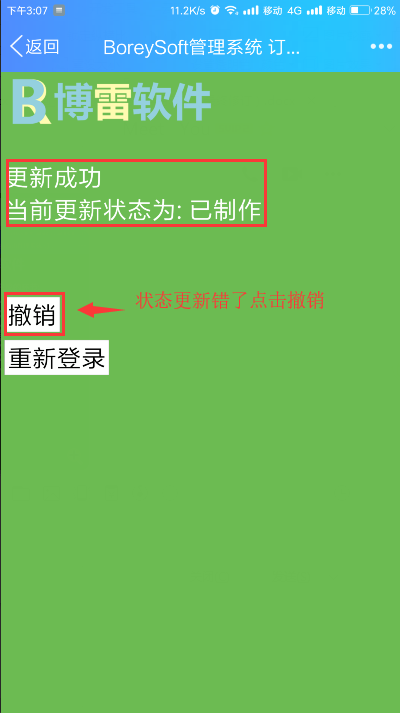 下午3:07
11.2K/s
移动
4G
移动
28%
返回
BoreySoft管理系统 订...
博雷软件
更新成功
当前更新状态为: 已制作
撤销
状态更新错了点击撤销
重新登录